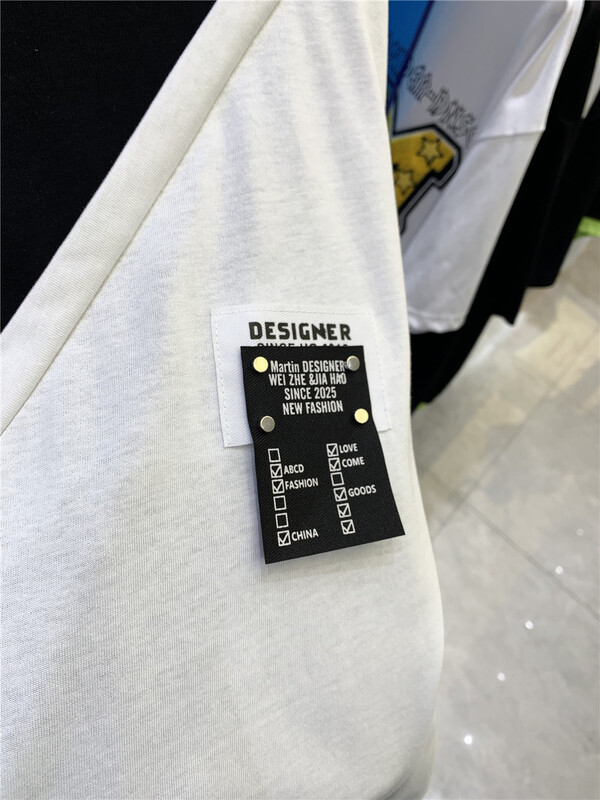 DESIGNER
Martin DESIGNER
WEI ZHE &JIA HAO
SINCE 2025
NEW FASHION
☐
☑ ABCD
☑ FASHION
☐
☐
☑ CHINA
☑ LOVE
☑ COME
☐
☑ GOODS
☑
☑